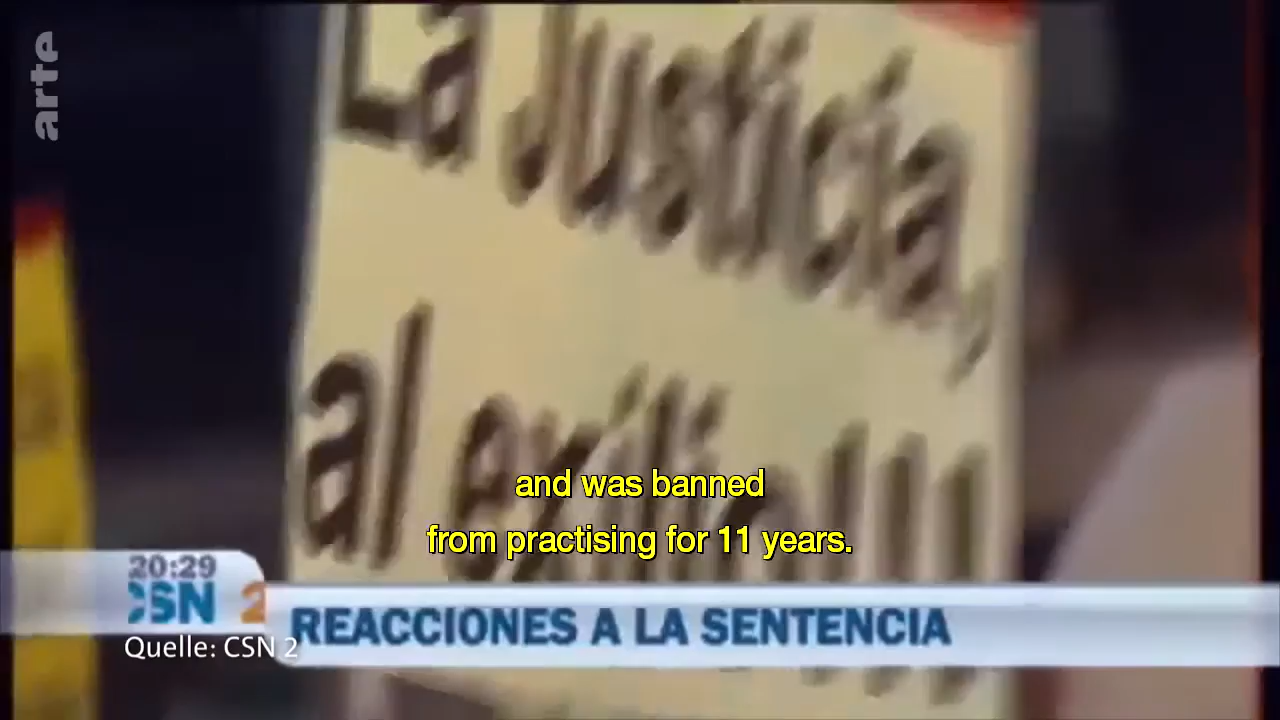 arte
La Justicia,
al exilio!!!
and was banned
from practising for 11 years.
20:29
CSN 2
REACCIONES A LA SENTENCIA
Quelle: CSN 2